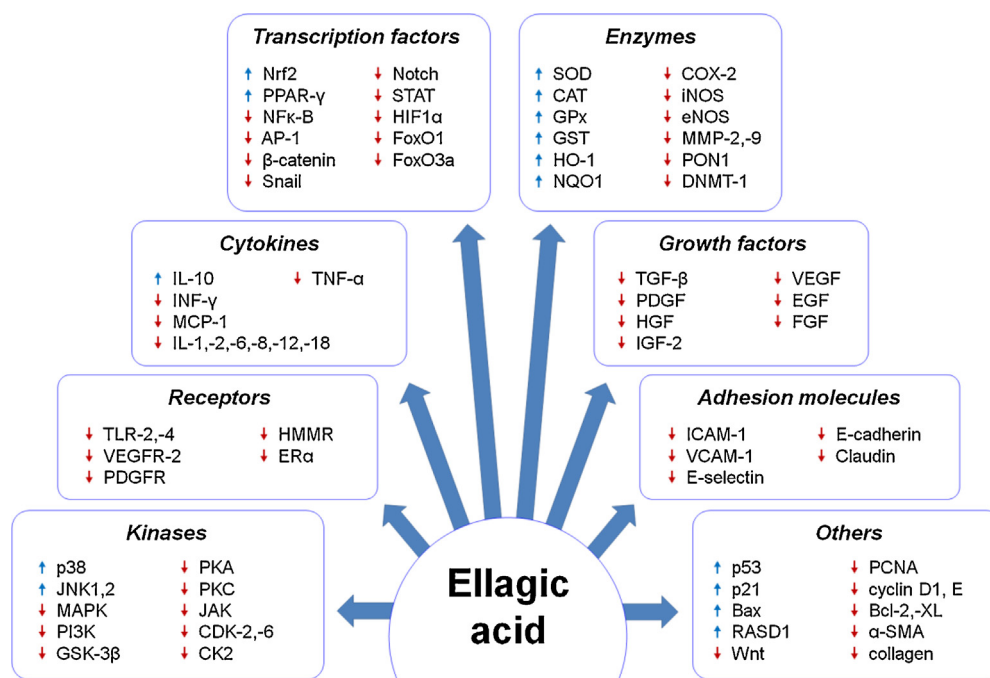 Transcription factors
↑ Nrf2
↑ PPAR-γ
↓ NFκ-B
↓ AP-1
↓ β-catenin
↓ Snail
↓ Notch
↓ STAT
↓ HIF1α
↓ FoxO1
↓ FoxO3a
Enzymes
↑ SOD
↑ CAT
↑ GPx
↑ GST
↑ HO-1
↑ NQO1
↓ COX-2
↓ iNOS
↓ eNOS
↓ MMP-2,-9
↓ PON1
↓ DNMT-1
Cytokines
↑ IL-10
↓ INF-γ
↓ MCP-1
↓ IL-1,-2,-6,-8,-12,-18
↓ TNF-α
Growth factors
↓ TGF-β
↓ PDGF
↓ HGF
↓ IGF-2
↓ VEGF
↓ EGF
↓ FGF
Receptors
↓ TLR-2,-4
↓ VEGFR-2
↓ PDGFR
↓ HMMR
↓ ERα
Adhesion molecules
↓ ICAM-1
↓ VCAM-1
↓ E-selectin
↓ E-cadherin
↓ Claudin
Kinases
↑ p38
↑ JNK1,2
↓ MAPK
↓ PI3K
↓ GSK-3β
↓ PKA
↓ PKC
↓ JAK
↓ CDK-2,-6
↓ CK2
Others
↑ p53
↑ p21
↑ Bax
↑ RASD1
↓ Wnt
↓ PCNA
↓ cyclin D1, E
↓ Bcl-2,-XL
↓ α-SMA
↓ collagen
Ellagic
acid